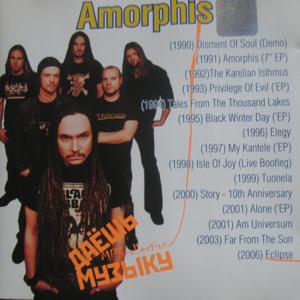 Amorphis
(1990) Disment Of Soul (Demo)
(1991) Amorphis (7" EP)
(1992) The Karelian Isthmus
(1993) Privilege Of Evil ('EP)
(1994) Tales From The Thousand Lakes
(1995) Black Winter Day ('EP)
(1996) Elegy
(1997) My Kantele ('EP)
(1998) Isle Of Joy (Live Bootleg)
(1999) Tuonela
(2000) Story - 10th Anniversary
(2001) Alone ('EP)
(2001) Am Universum
(2003) Far From The Sun
(2006) Eclipse
ДАЁШЬ
collection
МУЗЫКУ